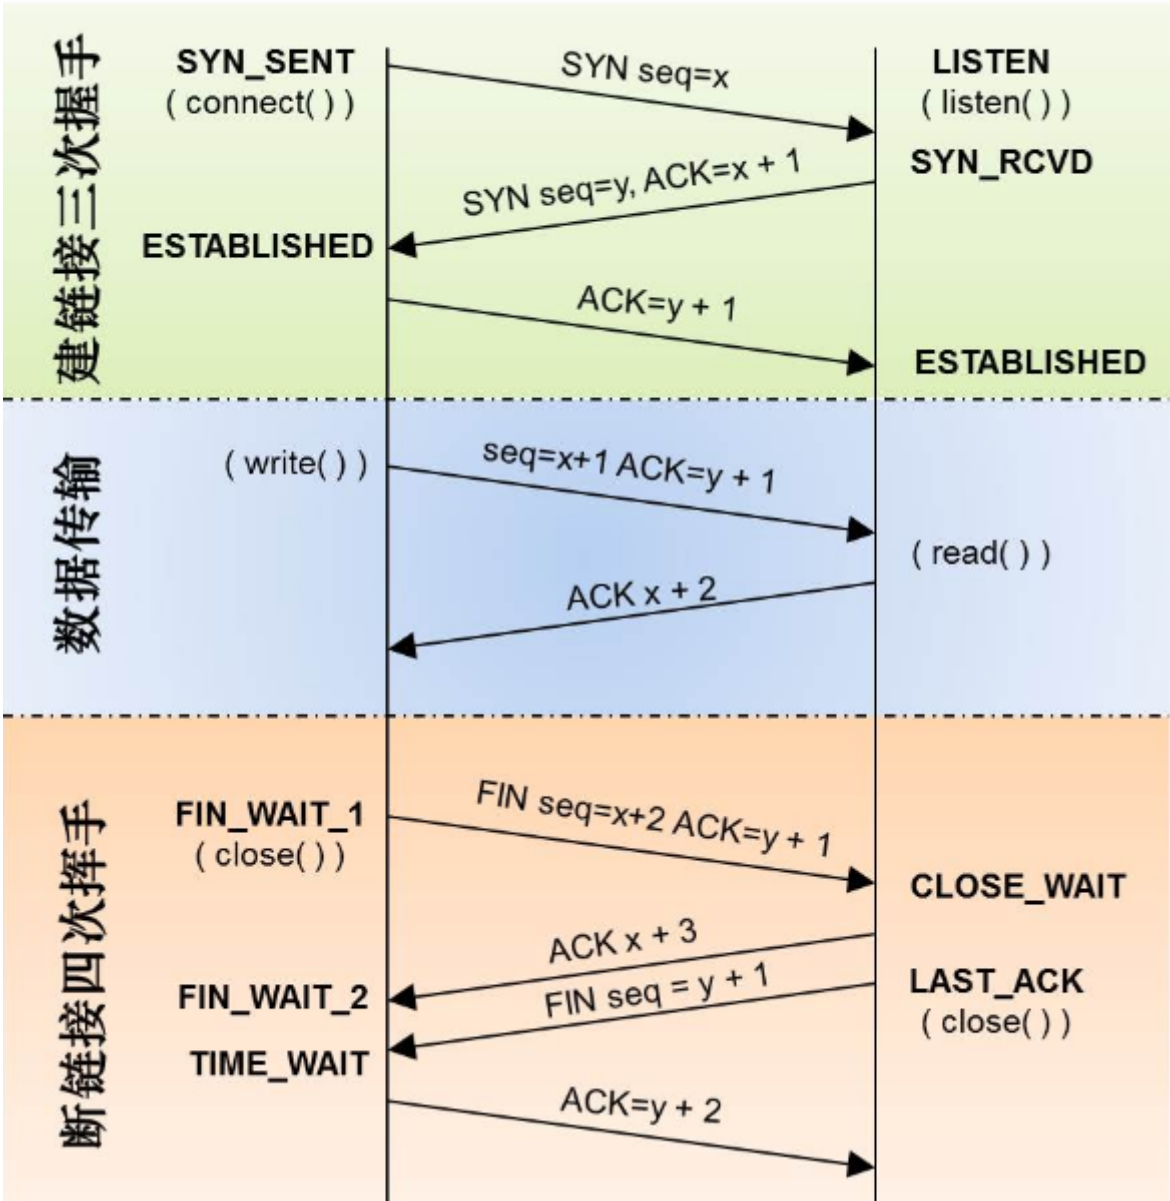 建链接三次握手
SYN_SENT
( connect( ) )
SYN seq=x
LISTEN
( listen( ) )
SYN_RCVD
SYN seq=y, ACK=x + 1
ESTABLISHED
ACK=y + 1
ESTABLISHED
数据传输
( write( ) )
seq=x+1 ACK=y + 1
( read( ) )
ACK x + 2
断链接四次挥手
FIN_WAIT_1
( close( ) )
FIN seq=x+2 ACK=y + 1
CLOSE_WAIT
ACK x + 3
FIN_WAIT_2
FIN seq = y + 1
LAST_ACK
( close( ) )
TIME_WAIT
ACK=y + 2